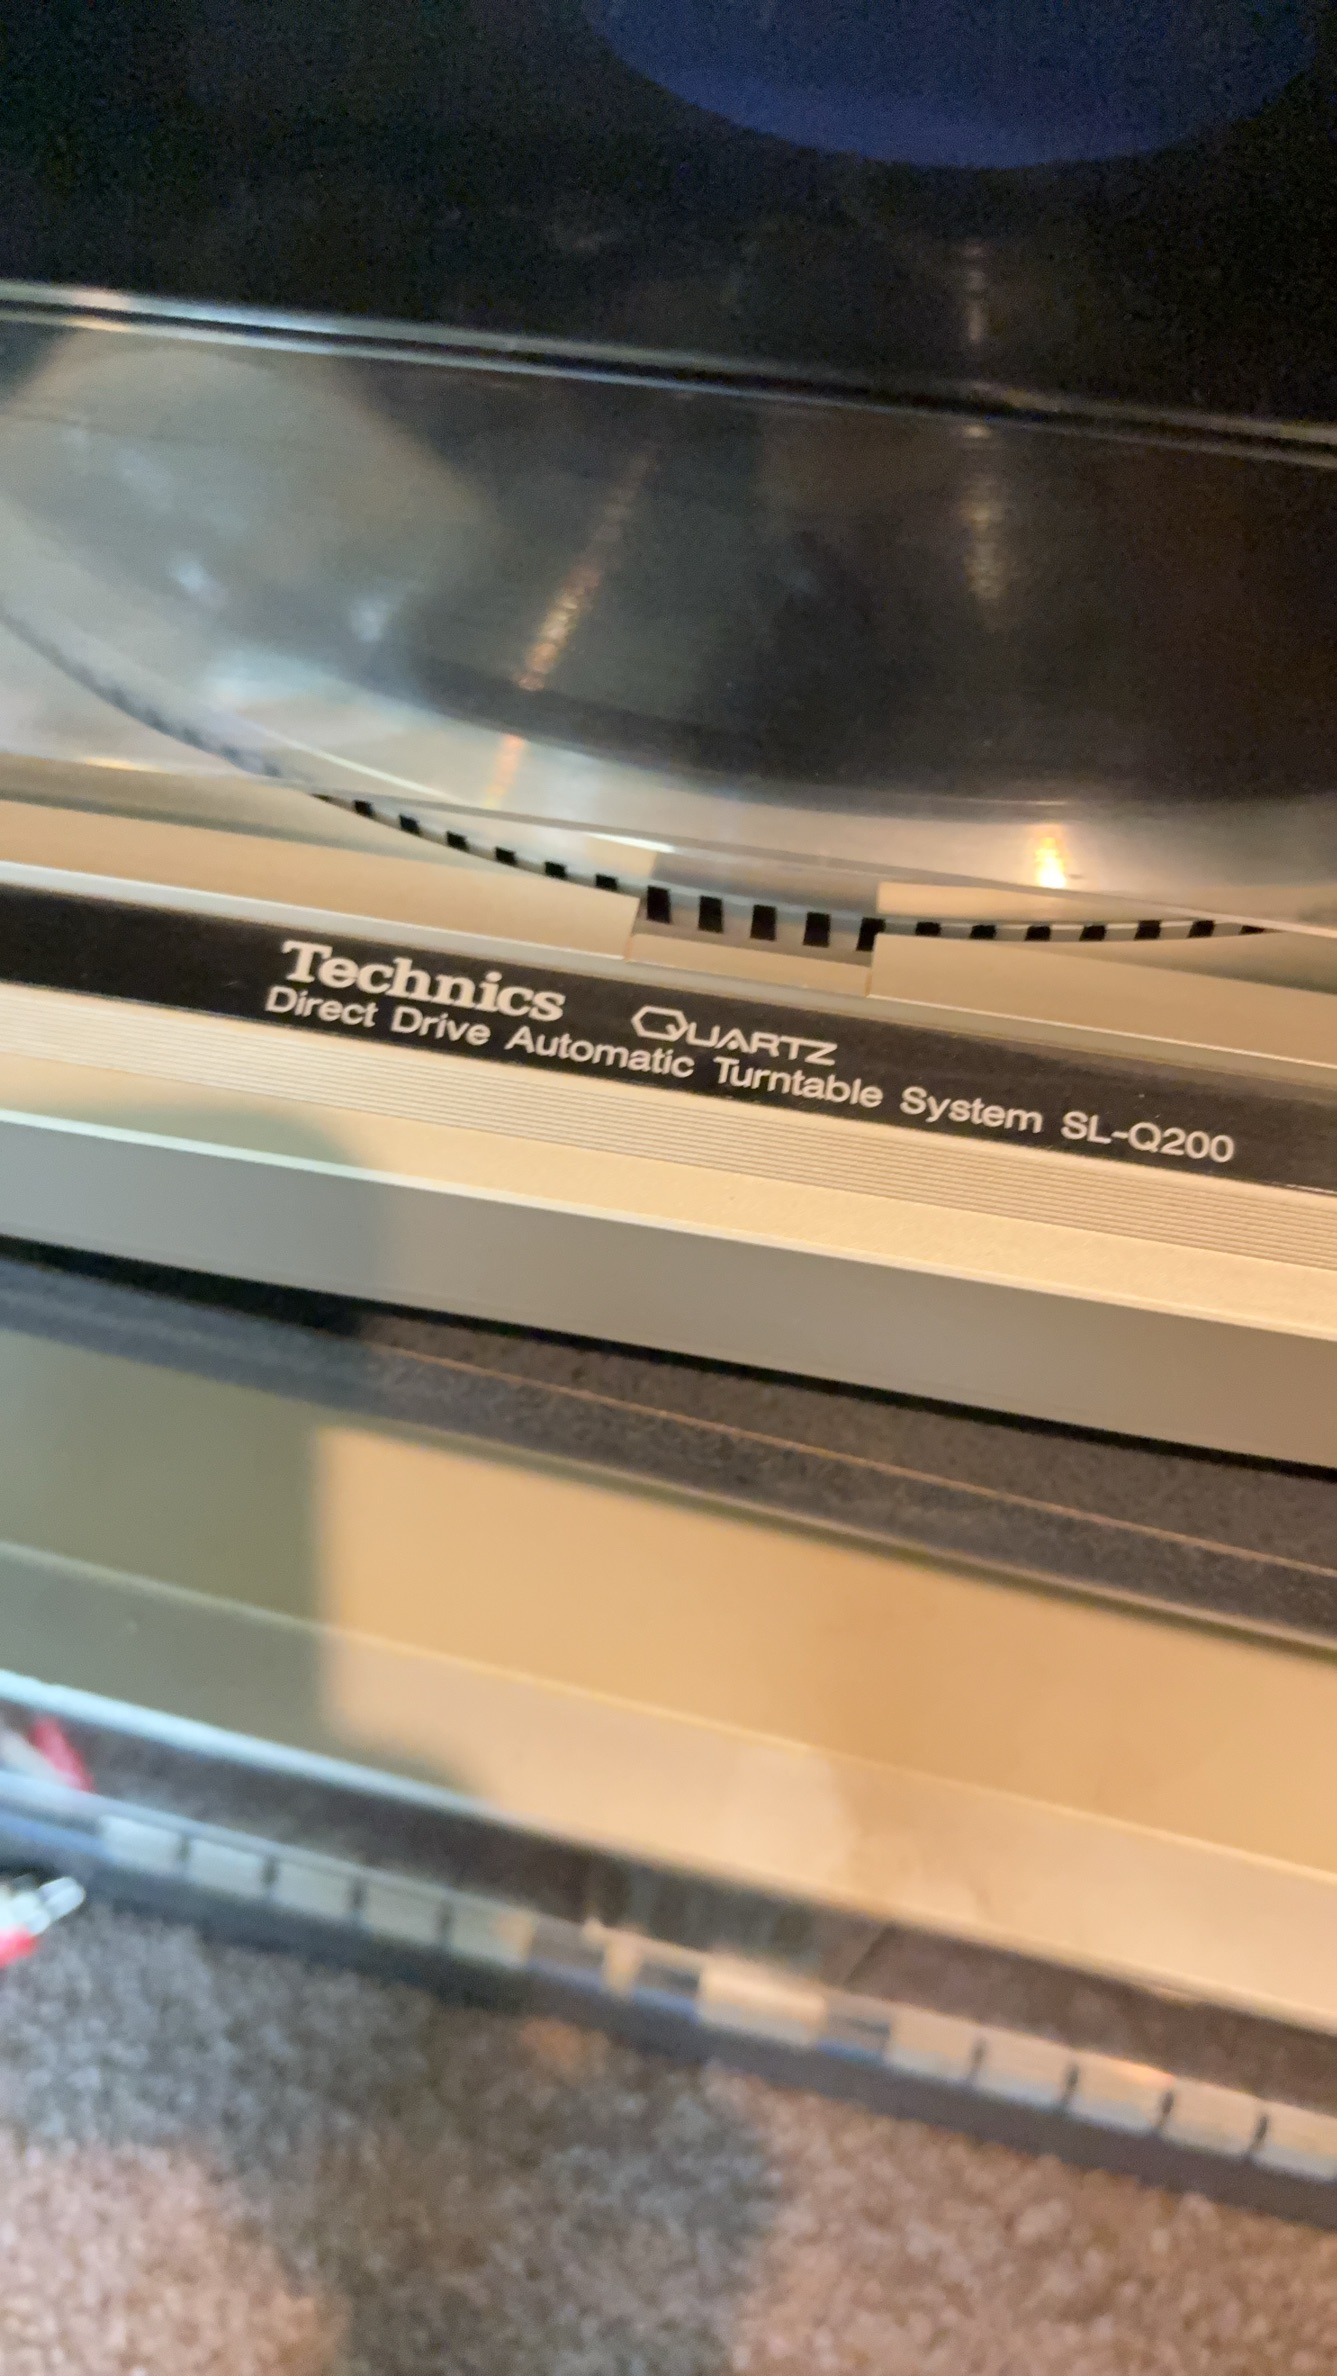 Technics QUARTZ
Direct Drive Automatic Turntable System SL-Q200